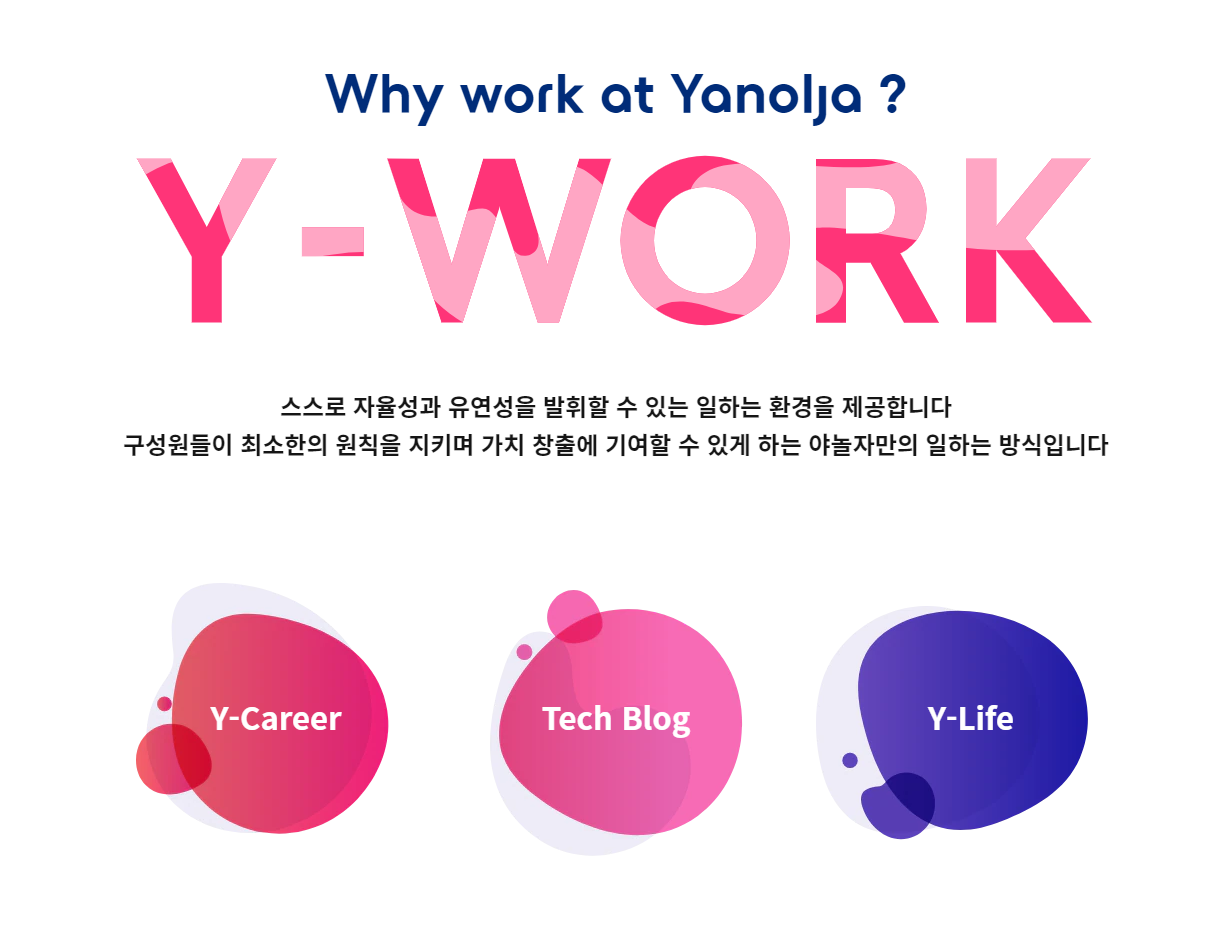 Why work at Yanolja ?
Y-WORK
스스로 자율성과 유연성을 발휘할 수 있는 일하는 환경을 제공합니다
구성원들이 최소한의 원칙을 지키며 가치 창출에 기여할 수 있게 하는 야놀자만의 일하는 방식입니다
Y-Career
Tech Blog
Y-Life